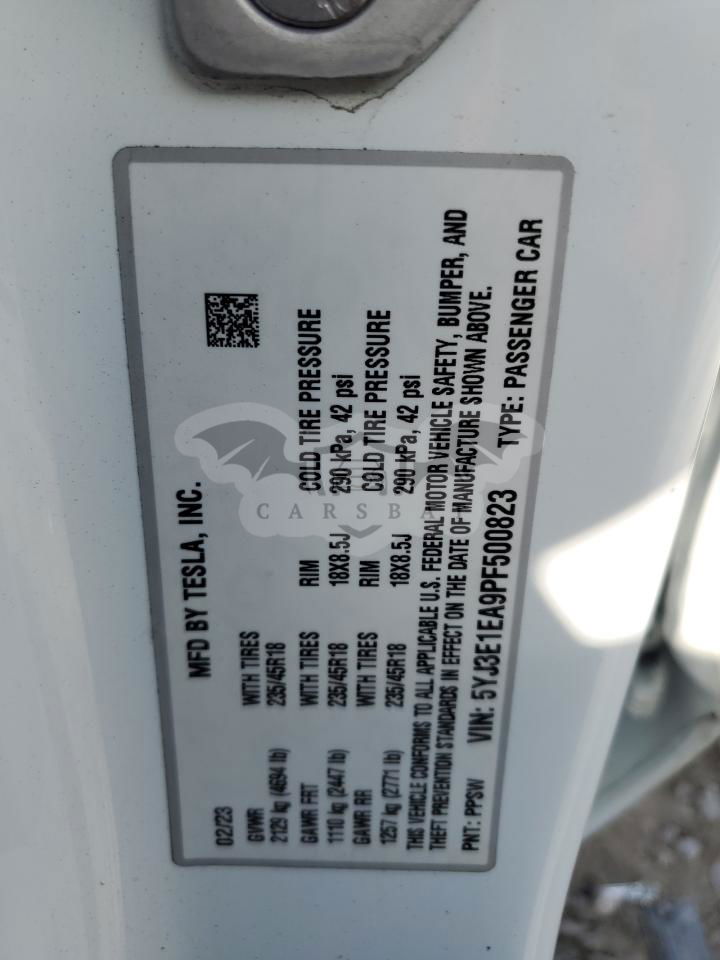 MFD BY TESLA, INC.
02/23
GVWR WITH TIRES
2129 kg (4694 lb) 235/45R18
GAWR FRT WITH TIRES RIM COLD TIRE PRESSURE
1110 kg (2447 lb) 235/45R18 18X8.5J 290 kPa, 42 psi
GAWR RR WITH TIRES RIM COLD TIRE PRESSURE
1257 kg (2771 lb) 235/45R18 18X8.5J 290 kPa, 42 psi
THIS VEHICLE CONFORMS TO ALL APPLICABLE U.S. FEDERAL MOTOR VEHICLE SAFETY, BUMPER, AND
THEFT PREVENTION STANDARDS IN EFFECT ON THE DATE OF MANUFACTURE SHOWN ABOVE.
PNT: PPSW VIN: 5YJ3E1EA9PF500823 TYPE: PASSENGER CAR
CARSBAT